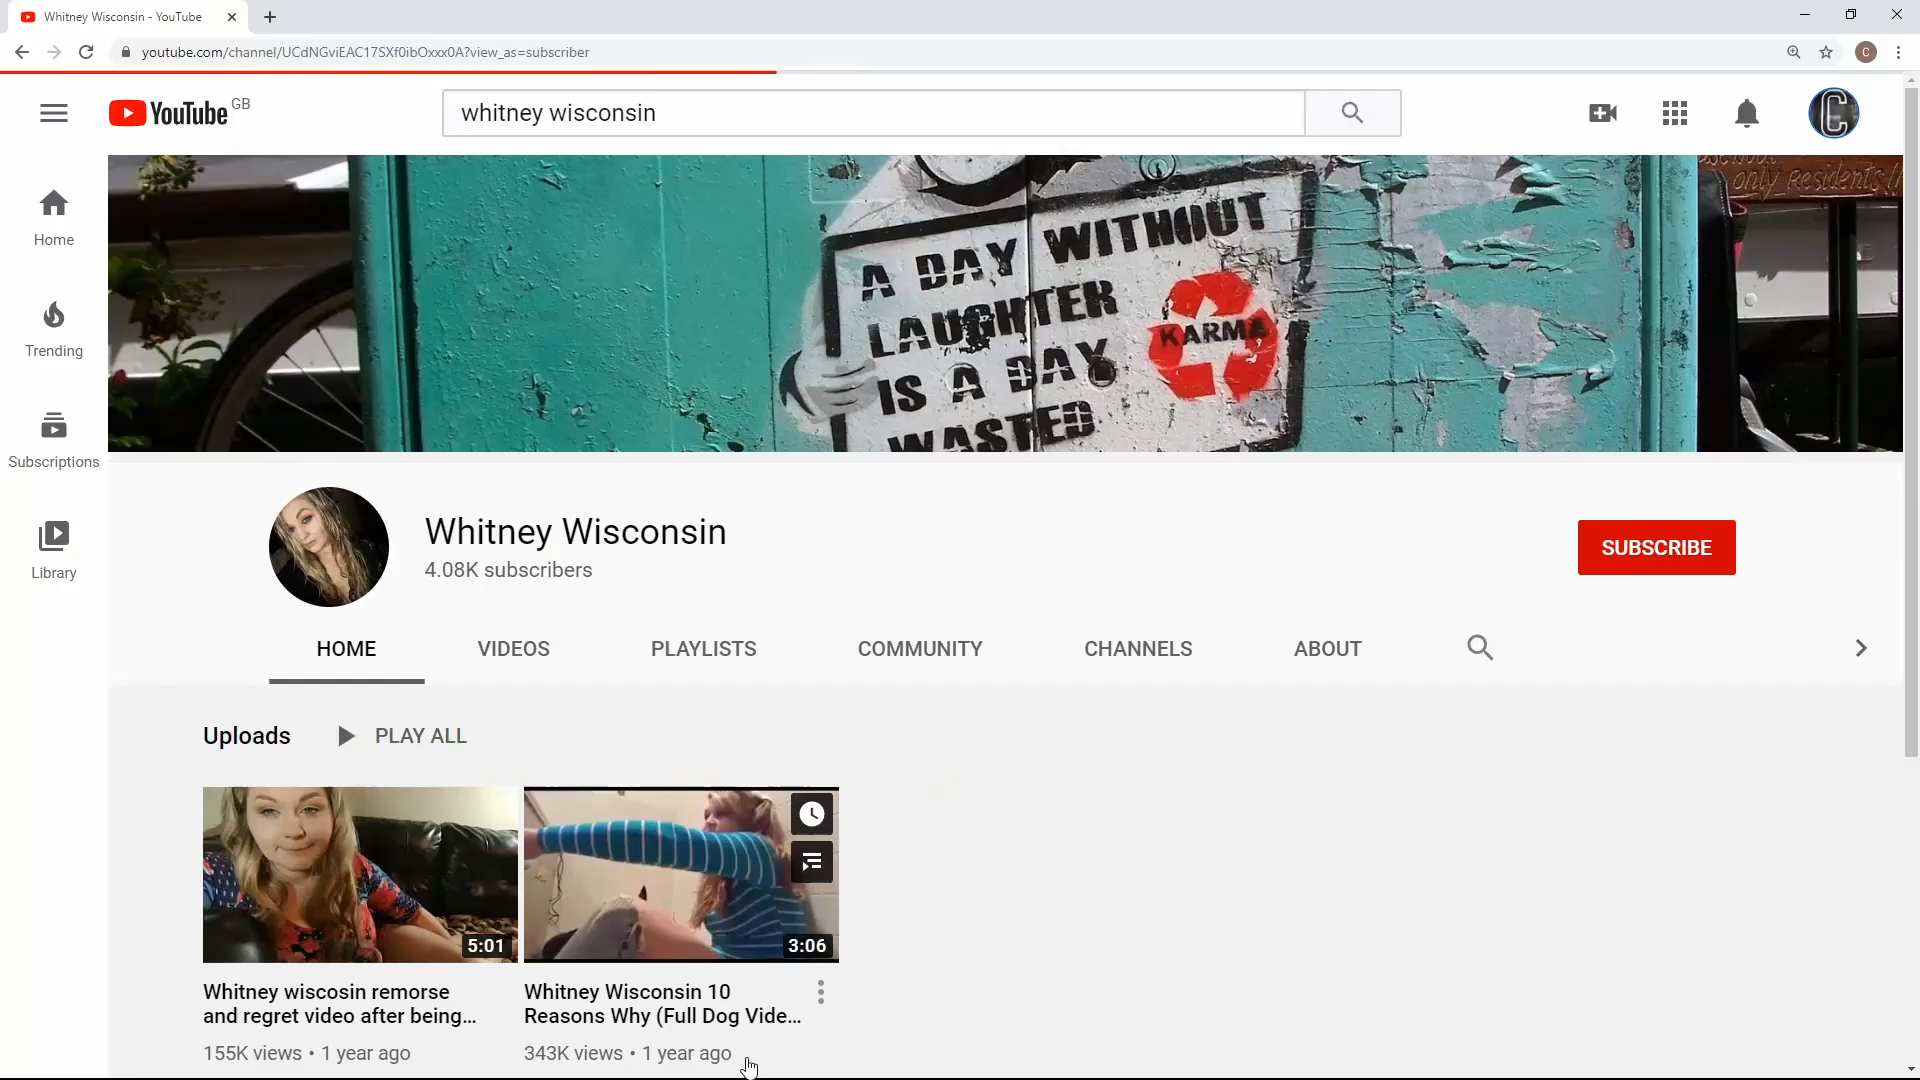 Whitney Wisconsin - YouTube
youtube.com/channel/UCdNGviEAC17SXf0ibOxxx0A?view_as=subscriber
C
YouTube GB
whitney wisconsin
C
Home
Trending
Subscriptions
Library
only Residents
A DAY WITHOUT
LAUGHTER
IS A DAY
WASTED
KARMA
Whitney Wisconsin
4.08K subscribers
SUBSCRIBE
HOME
VIDEOS
PLAYLISTS
COMMUNITY
CHANNELS
ABOUT
Uploads
PLAY ALL
5:01
3:06
Whitney wiscosin remorse
and regret video after being...
155K views • 1 year ago
Whitney Wisconsin 10
Reasons Why (Full Dog Vide...
343K views • 1 year ago